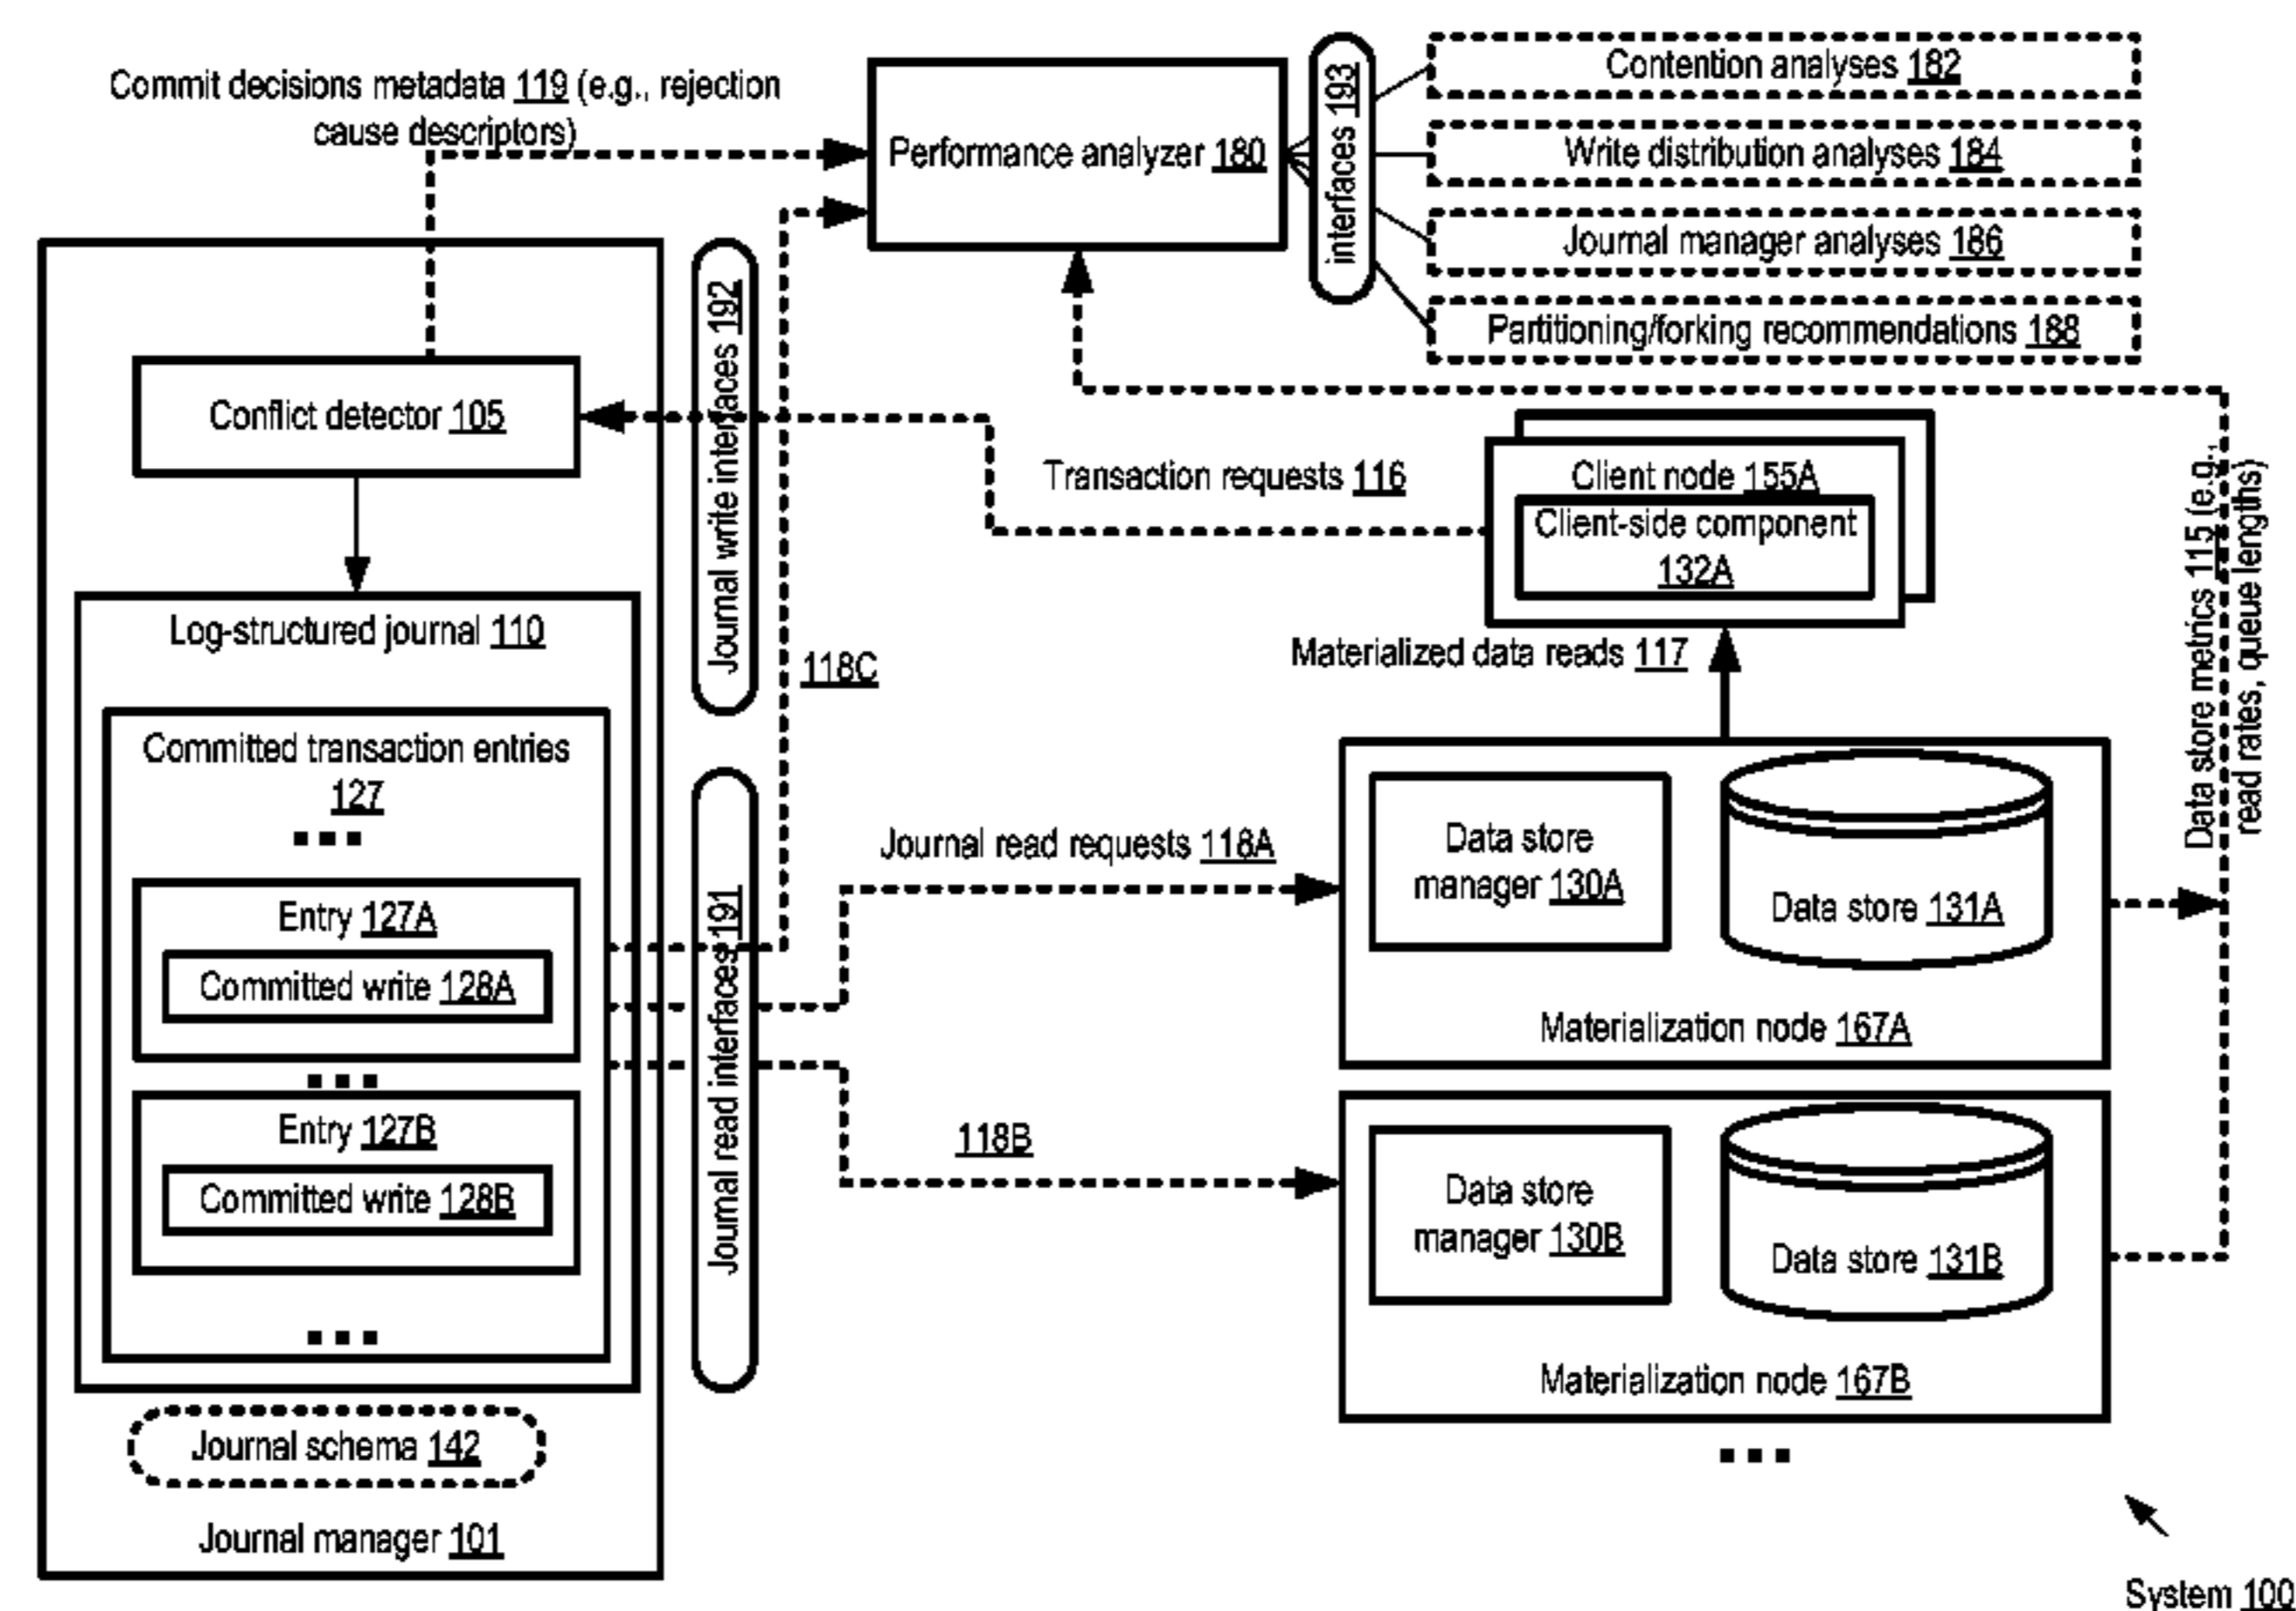 Commit decisions metadata 119 (e.g., rejection
cause descriptors)
Performance analyzer 180
interfaces 193
Contention analyses 182
Write distribution analyses 184
Journal manager analyses 186
Partitioning/forking recommendations 188
Conflict detector 105
Journal write interfaces 192
Transaction requests 116
Client node 155A
Client-side component
132A
Data store metrics 115 (e.g.,
read rates, queue lengths)
Log-structured journal 110
118C
Materialized data reads 117
Committed transaction entries
127
Entry 127A
Committed write 128A
Entry 127B
Committed write 128B
Journal read interfaces 191
Journal read requests 118A
Data store
manager 130A
Data store 131A
Materialization node 167A
118B
Data store
manager 130B
Data store 131B
Materialization node 167B
Journal schema 142
Journal manager 101
System 100